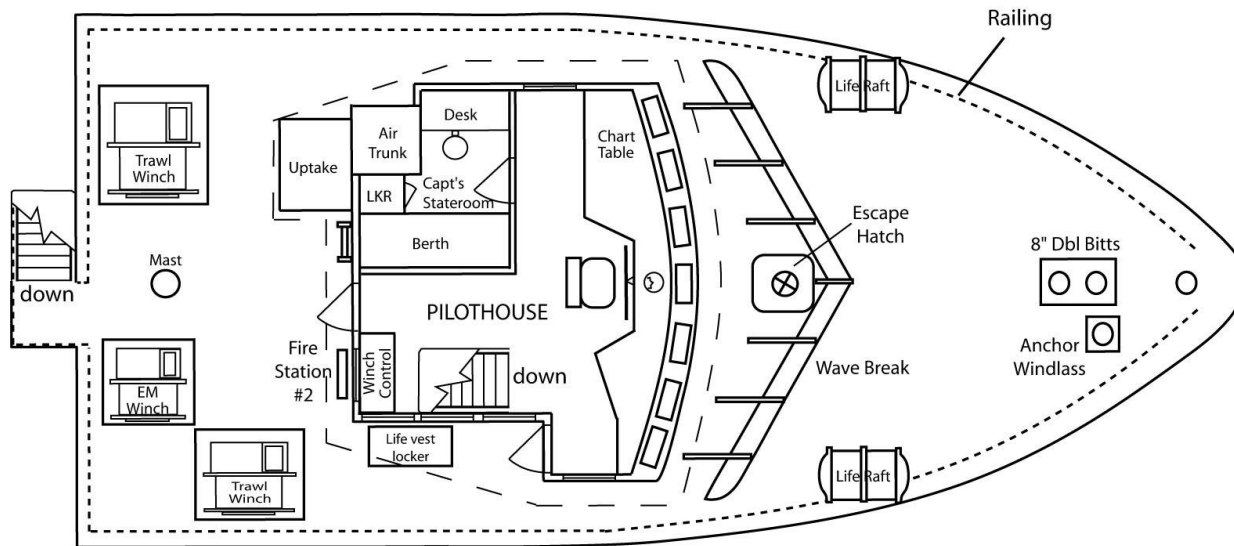 Railing
Life Raft
Trawl
Winch
Uptake
Air
Trunk
Desk
LKR
Capt's
Stateroom
Berth
Chart
Table
Escape
Hatch
8" Dbl Bitts
Mast
down
PILOTHOUSE
Anchor
Windlass
Fire
Station
#2
Winch
Control
down
Wave Break
EM
Winch
Life vest
locker
Trawl
Winch
Life Raft